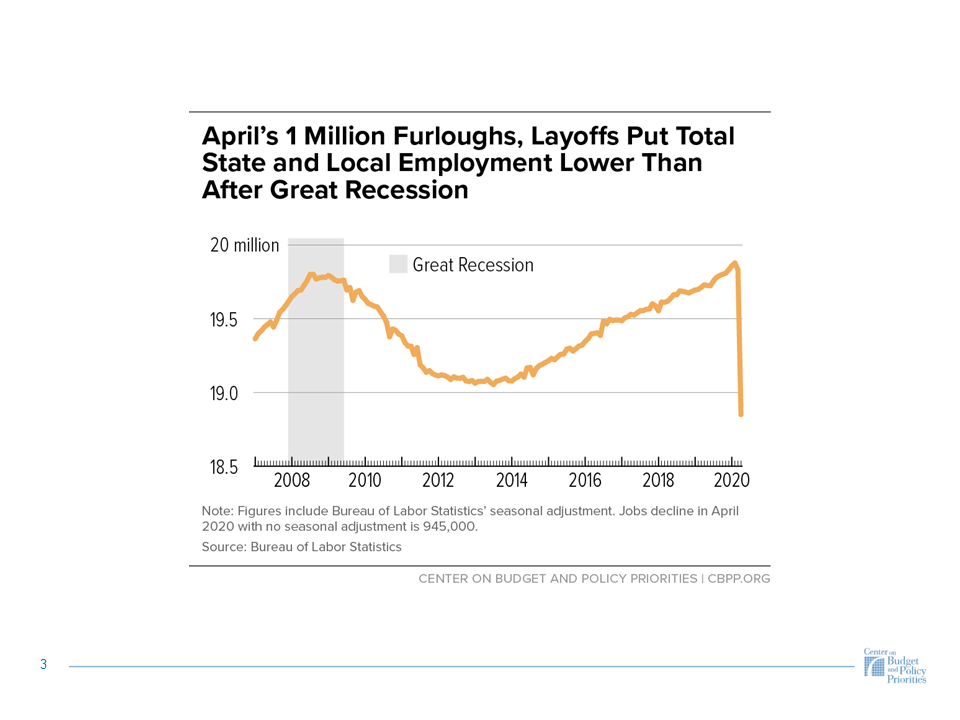 April’s 1 Million Furloughs, Layoffs Put Total
State and Local Employment Lower Than
After Great Recession
20 million
Great Recession
19.5
19.0
18.5
2008 2010 2012 2014 2016 2018 2020
Note: Figures include Bureau of Labor Statistics’ seasonal adjustment. Jobs decline in April
2020 with no seasonal adjustment is 945,000.
Source: Bureau of Labor Statistics
CENTER ON BUDGET AND POLICY PRIORITIES | CBPP.ORG
3
Center on
Budget
and Policy
Priorities